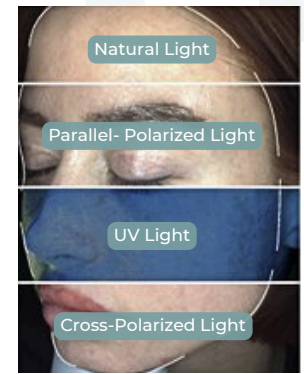 Natural Light
Parallel- Polarized Light
UV Light
Cross-Polarized Light